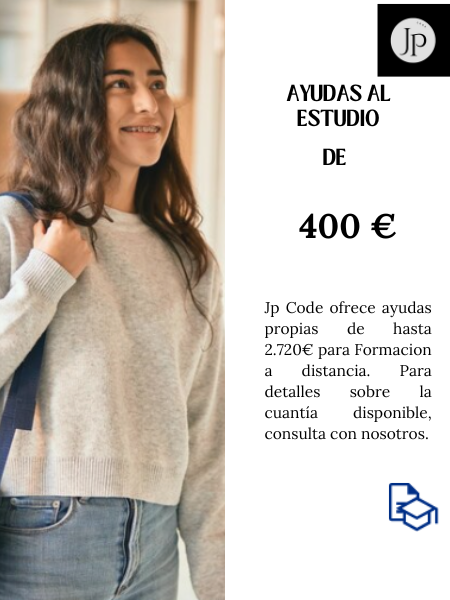 Jp
AYUDAS AL
ESTUDIO
DE
400 €
Jp Code ofrece ayudas
propias de hasta
2.720€ para Formacion
a distancia. Para
detalles sobre la
cuantía disponible,
consulta con nosotros.